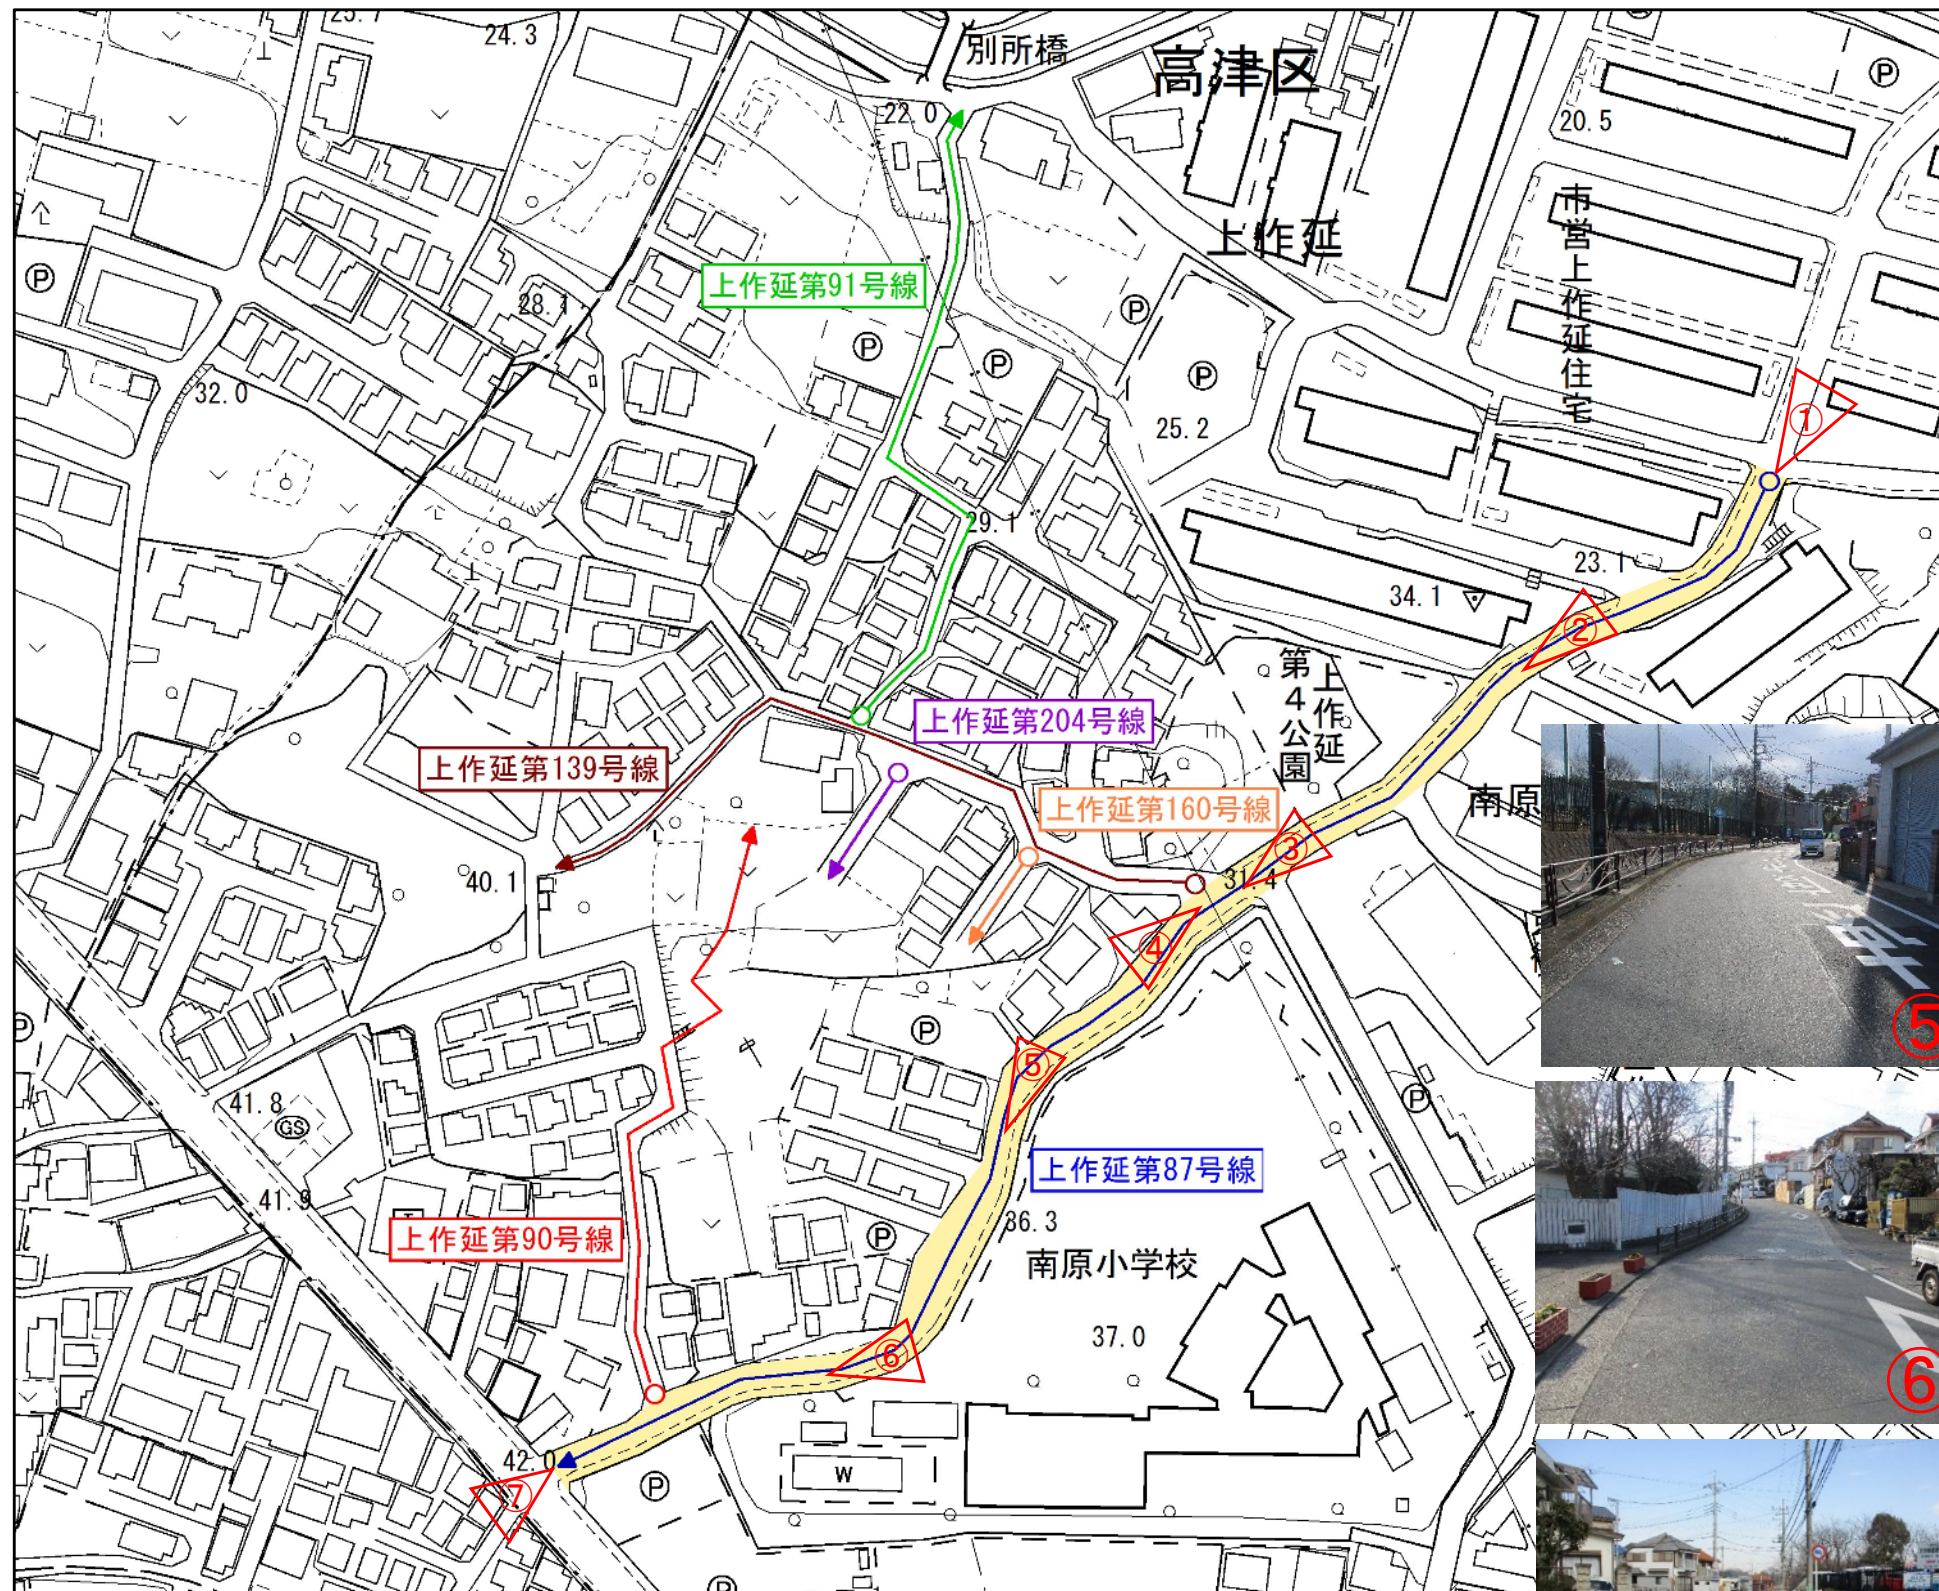 25.7
24.3
別所橋
高津区
Ⓟ
22.0
20.5
市営上作延住宅
上作延
Ⓟ
上作延第91号線
28.1
Ⓟ
Ⓟ
Ⓟ
Ⓟ
32.0
25.2
①
29.1
23.1
34.1
②
上作延
第4公園
上作延第204号線
上作延第139号線
南原
上作延第160号線
③
40.1
31.4
④
⑤
Ⓟ
Ⓟ
⑤
41.8
GS
Ⓟ
上作延第87号線
41.9
36.3
上作延第90号線
Ⓟ
南原小学校
37.0
⑥
⑥
42.0
W
Ⓟ
⑦
Ⓟ